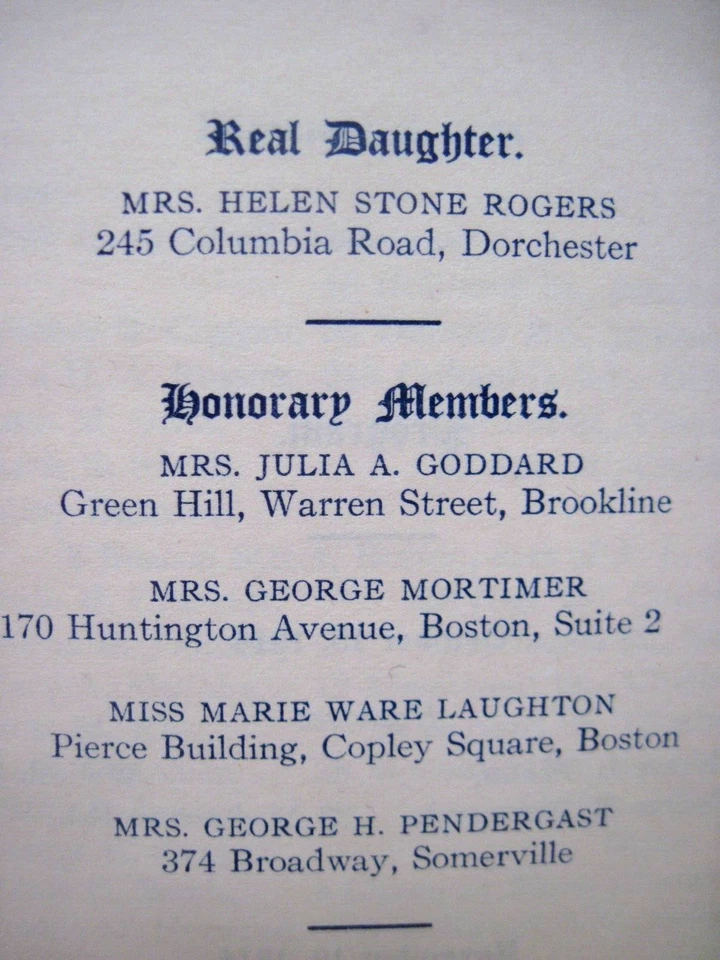 Real Daughter.
MRS. HELEN STONE ROGERS
245 Columbia Road, Dorchester
Honorary Members.
MRS. JULIA A. GODDARD
Green Hill, Warren Street, Brookline
MRS. GEORGE MORTIMER
170 Huntington Avenue, Boston, Suite 2
MISS MARIE WARE LAUGHTON
Pierce Building, Copley Square, Boston
MRS. GEORGE H. PENDERGAST
374 Broadway, Somerville